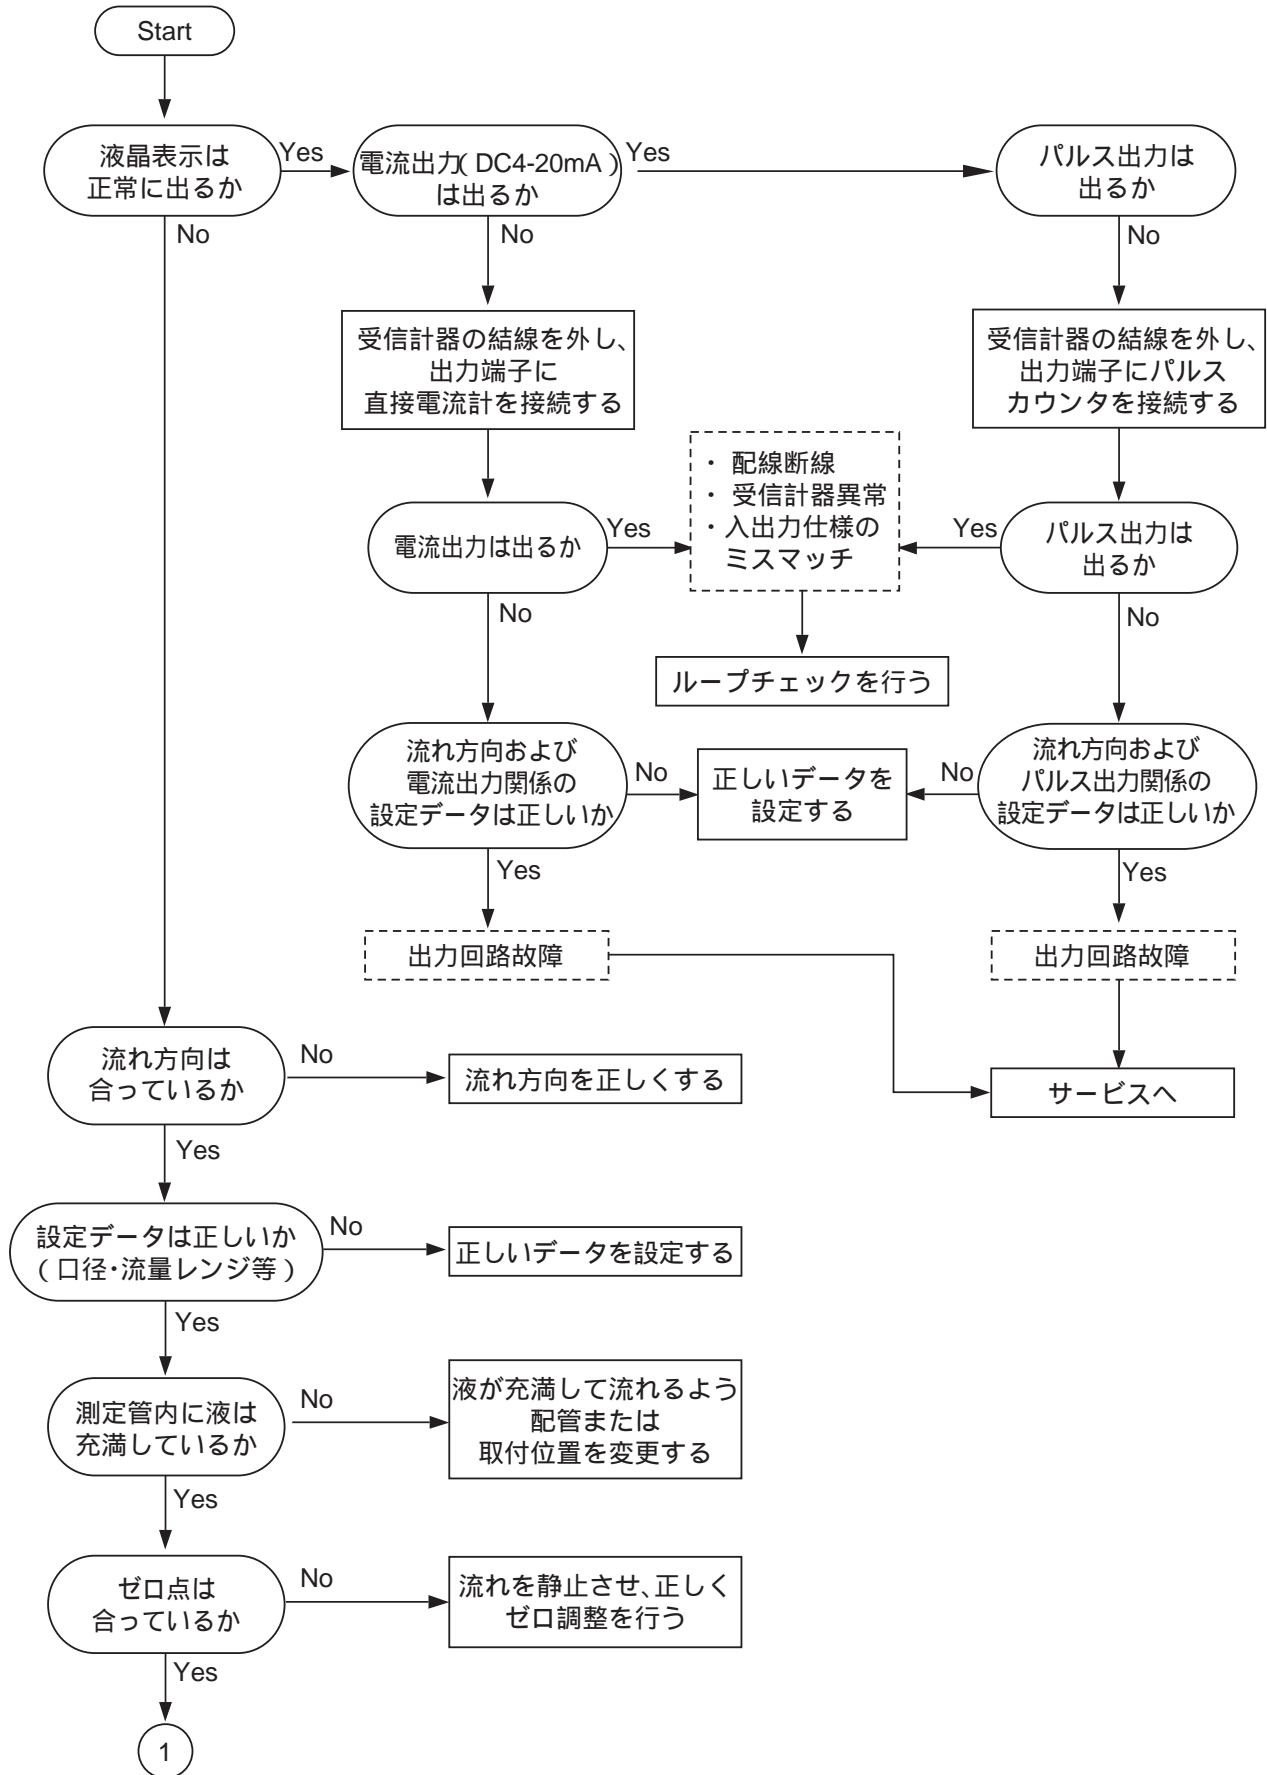 Start
液晶表示は
正常に出るか
Yes
電流出力(DC4-20mA)
は出るか
Yes
パルス出力は
出るか
No
No
No
受信計器の結線を外し、
出力端子に
直接電流計を接続する
受信計器の結線を外し、
出力端子にパルス
カウンタを接続する
・ 配線断線
・ 受信計器異常
・入出力仕様の
ミスマッチ
電流出力は出るか
Yes
Yes
パルス出力は
出るか
No
No
ループチェックを行う
流れ方向および
電流出力関係の
設定データは正しいか
No
正しいデータを
設定する
No
流れ方向および
パルス出力関係の
設定データは正しいか
Yes
Yes
出力回路故障
出力回路故障
流れ方向は
合っているか
No
流れ方向を正しくする
サービスへ
Yes
設定データは正しいか
(口径・流量レンジ等)
No
正しいデータを設定する
Yes
測定管内に液は
充満しているか
No
液が充満して流れるよう
配管または
取付位置を変更する
Yes
ゼロ点は
合っているか
No
流れを静止させ、正しく
ゼロ調整を行う
Yes
1